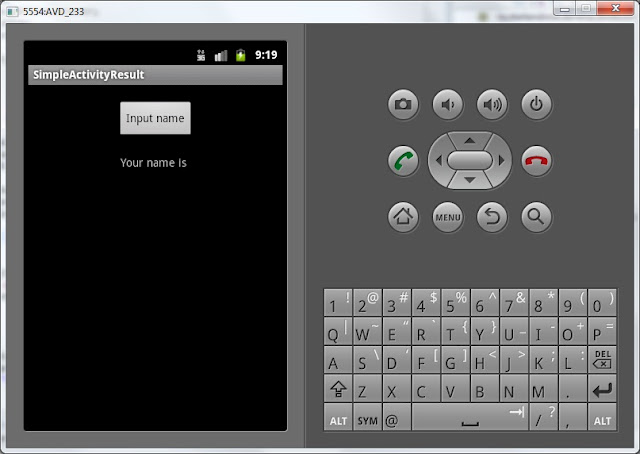 5554:AVD_233
3G 9:19
SimpleActivityResult
Input name
Your name is
MENU
1 ! 2 @ 3 # 4 $ 5 % 6 ^ 7 & 8 * 9 ( 0 )
Q | W ~ E " R ` T { Y } U _ I - O + P =
A S \ D ' F [ G ] H < J > K ; L : DEL
Z X C V B N M .
ALT SYM @ / ? , ALT